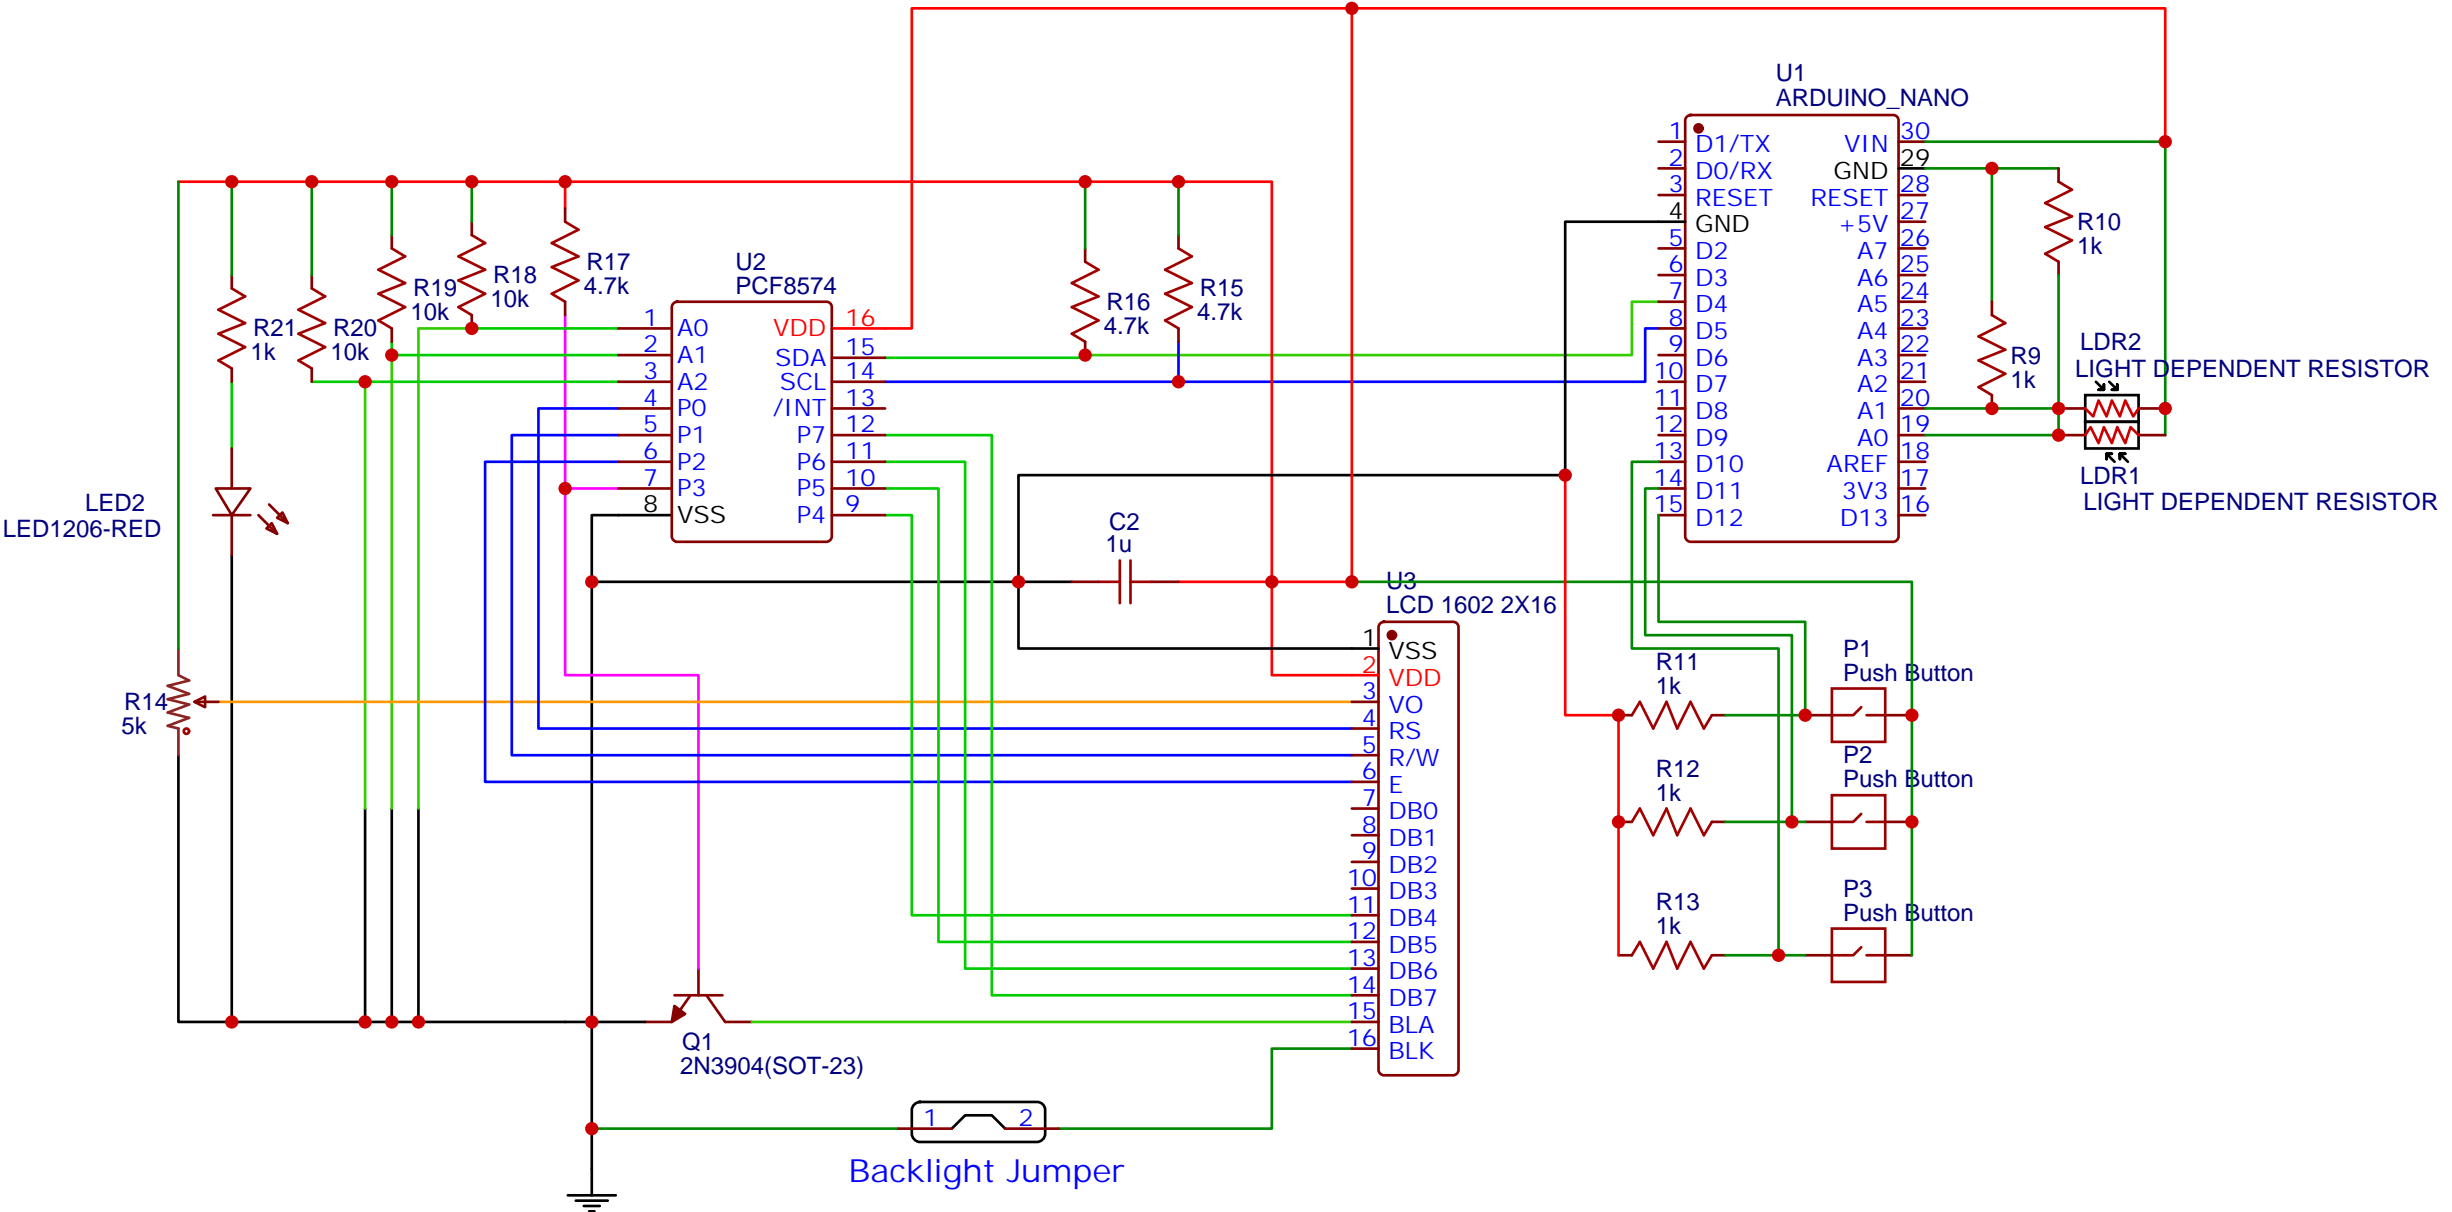 U1
ARDUINO_NANO
1 D1/TX
2 D0/RX
3 RESET
4 GND
5 D2
6 D3
7 D4
8 D5
9 D6
10 D7
11 D8
12 D9
13 D10
14 D11
15 D12
VIN 30
GND 29
RESET 28
+5V 27
A7 26
A6 25
A5 24
A4 23
A3 22
A2 21
A1 20
A0 19
AREF 18
3V3 17
D13 16
R10
1k
R9
1k
LDR2
LIGHT DEPENDENT RESISTOR
LDR1
LIGHT DEPENDENT RESISTOR
R21
1k
R20
10k
R19
10k
R18
10k
R17
4.7k
U2
PCF8574
1 A0
2 A1
3 A2
4 P0
5 P1
6 P2
7 P3
8 VSS
VDD 16
SDA 15
SCL 14
/INT 13
P7 12
P6 11
P5 10
P4 9
R16
4.7k
R15
4.7k
LED2
LED1206-RED
C2
1u
R14
5k
U3
LCD 1602 2X16
1 VSS
2 VDD
3 VO
4 RS
5 R/W
6 E
7 DB0
8 DB1
9 DB2
10 DB3
11 DB4
12 DB5
13 DB6
14 DB7
15 BLA
16 BLK
R11
1k
R12
1k
R13
1k
P1
Push Button
P2
Push Button
P3
Push Button
Q1
2N3904(SOT-23)
1 2
Backlight Jumper